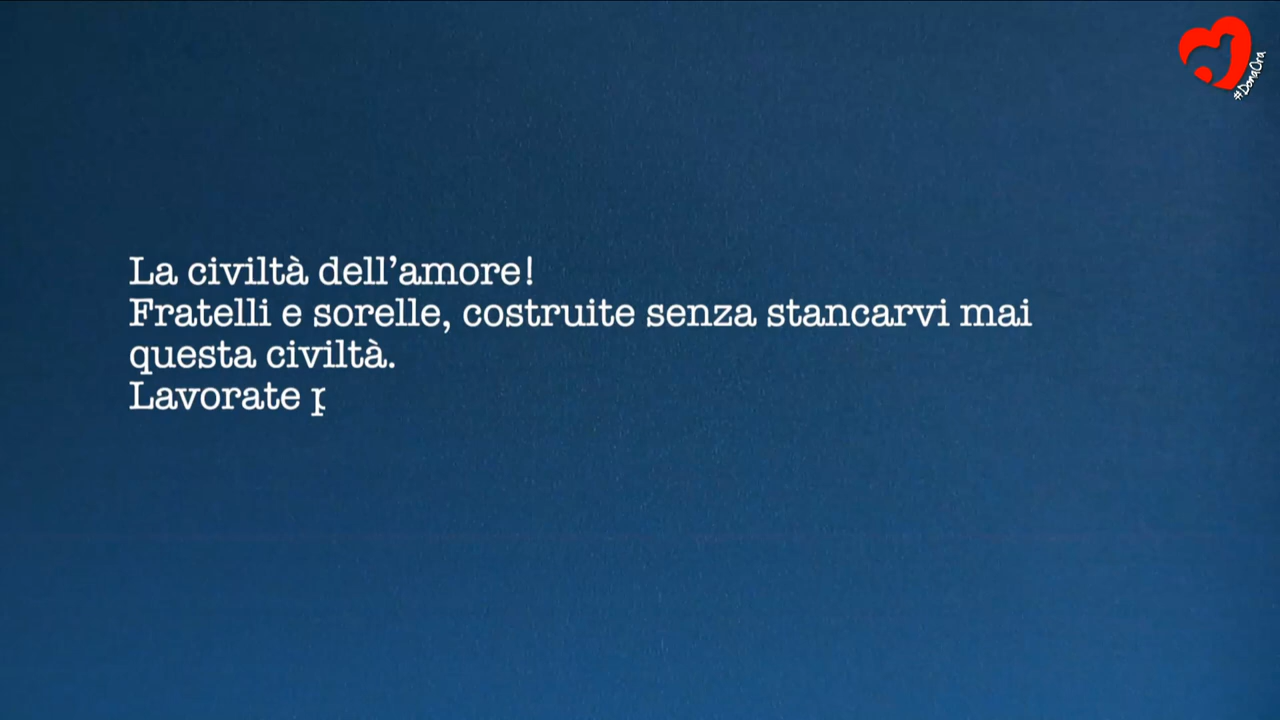 La civiltà dell’amore!
Fratelli e sorelle, costruite senza stancarvi mai
questa civiltà.
Lavorate
#DonaOra